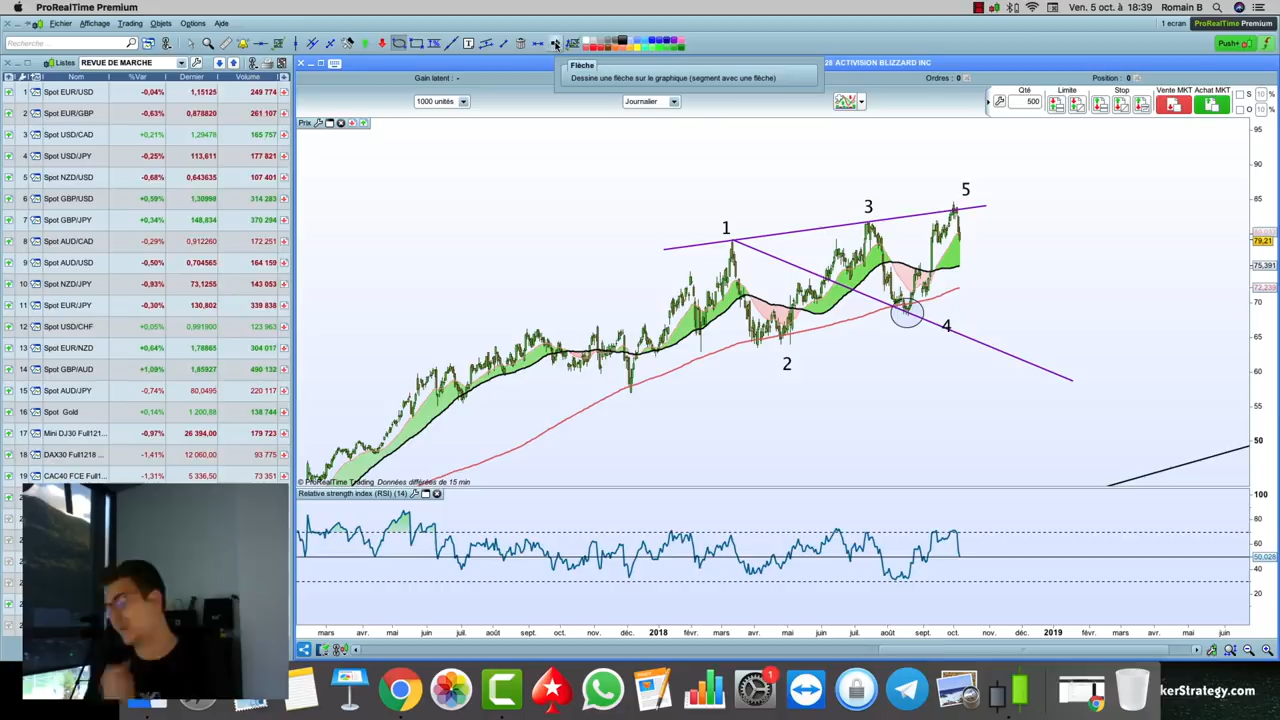 ProRealTime Premium
Ven. 5 oct. à 18:39 Romain B
Fichier Affichage Trading Objets Options Aide
1 ecran ProRealTime Premium
Recherche...
Push+
Flèche
Dessine une flèche sur le graphique (segment avec une flèche)
Listes REVUE DE MARCHE
28 ACTIVISION BLIZZARD INC
Nom %Var Dernier Volume
Gain latent : - Ordres : 0 Position : 0
1000 unités Journalier
Qté Limite Stop Vente MKT Achat MKT
500
S 10 %
O 10 %
Prix
1 Spot EUR/USD -0,04% 1,15125 249 774
2 Spot EUR/GBP -0,63% 0,878820 261 107
3 Spot USD/CAD +0,21% 1,29478 165 757
4 Spot USD/JPY -0,25% 113,611 177 821
5 Spot NZD/USD -0,68% 0,643635 107 401
6 Spot GBP/USD +0,59% 1,30998 314 283
7 Spot GBP/JPY +0,34% 148,834 370 294
8 Spot AUD/CAD -0,29% 0,912260 172 251
9 Spot AUD/USD -0,50% 0,704565 159 113
10 Spot NZD/JPY -0,93% 73,1255 143 053
11 Spot EUR/JPY -0,30% 130,802 339 838
12 Spot USD/CHF +0,05% 0,991900 123 963
13 Spot EUR/NZD +0,64% 1,78865 304 017
14 Spot GBP/AUD +1,09% 1,85927 490 132
15 Spot AUD/JPY -0,74% 80,0495 220 117
16 Spot Gold +0,14% 1 200,88 138 744
17 Mini DJ30 Full121... -0,97% 26 394,00 179 723
18 DAX30 Full1218 ... -1,41% 12 060,00 93 775
19 CAC40 FCE Full1... -1,31% 5 336,50 73 351
1
2
3
4
5
95
90
85
79,21
75,391
70
65
60
55
50
© ProRealTime Trading Données différées de 15 min
Relative strength index (RSI) (14)
100
80
60
50,028
40
20
mars avr. mai juin juil. août sept. oct. nov. déc. 2018 févr. mars avr. mai juin juil. août sept. oct. nov. déc. 2019 févr. mars avr. mai juin
1
kerStrategy.com